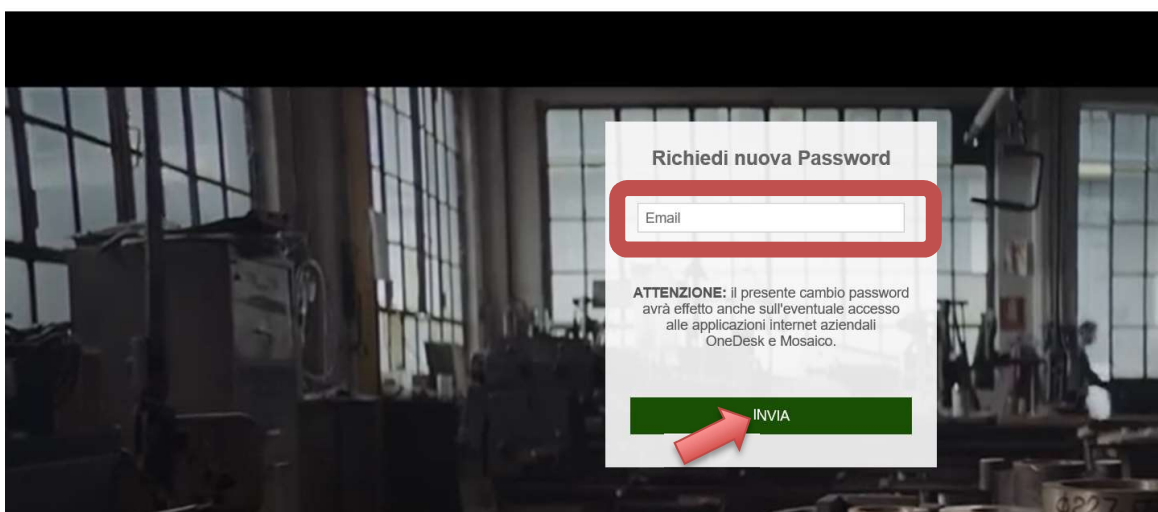 Richiedi nuova Password
Email
ATTENZIONE: il presente cambio password
avrà effetto anche sull'eventuale accesso
alle applicazioni internet aziendali
OneDesk e Mosaico.
INVIA
Φ227